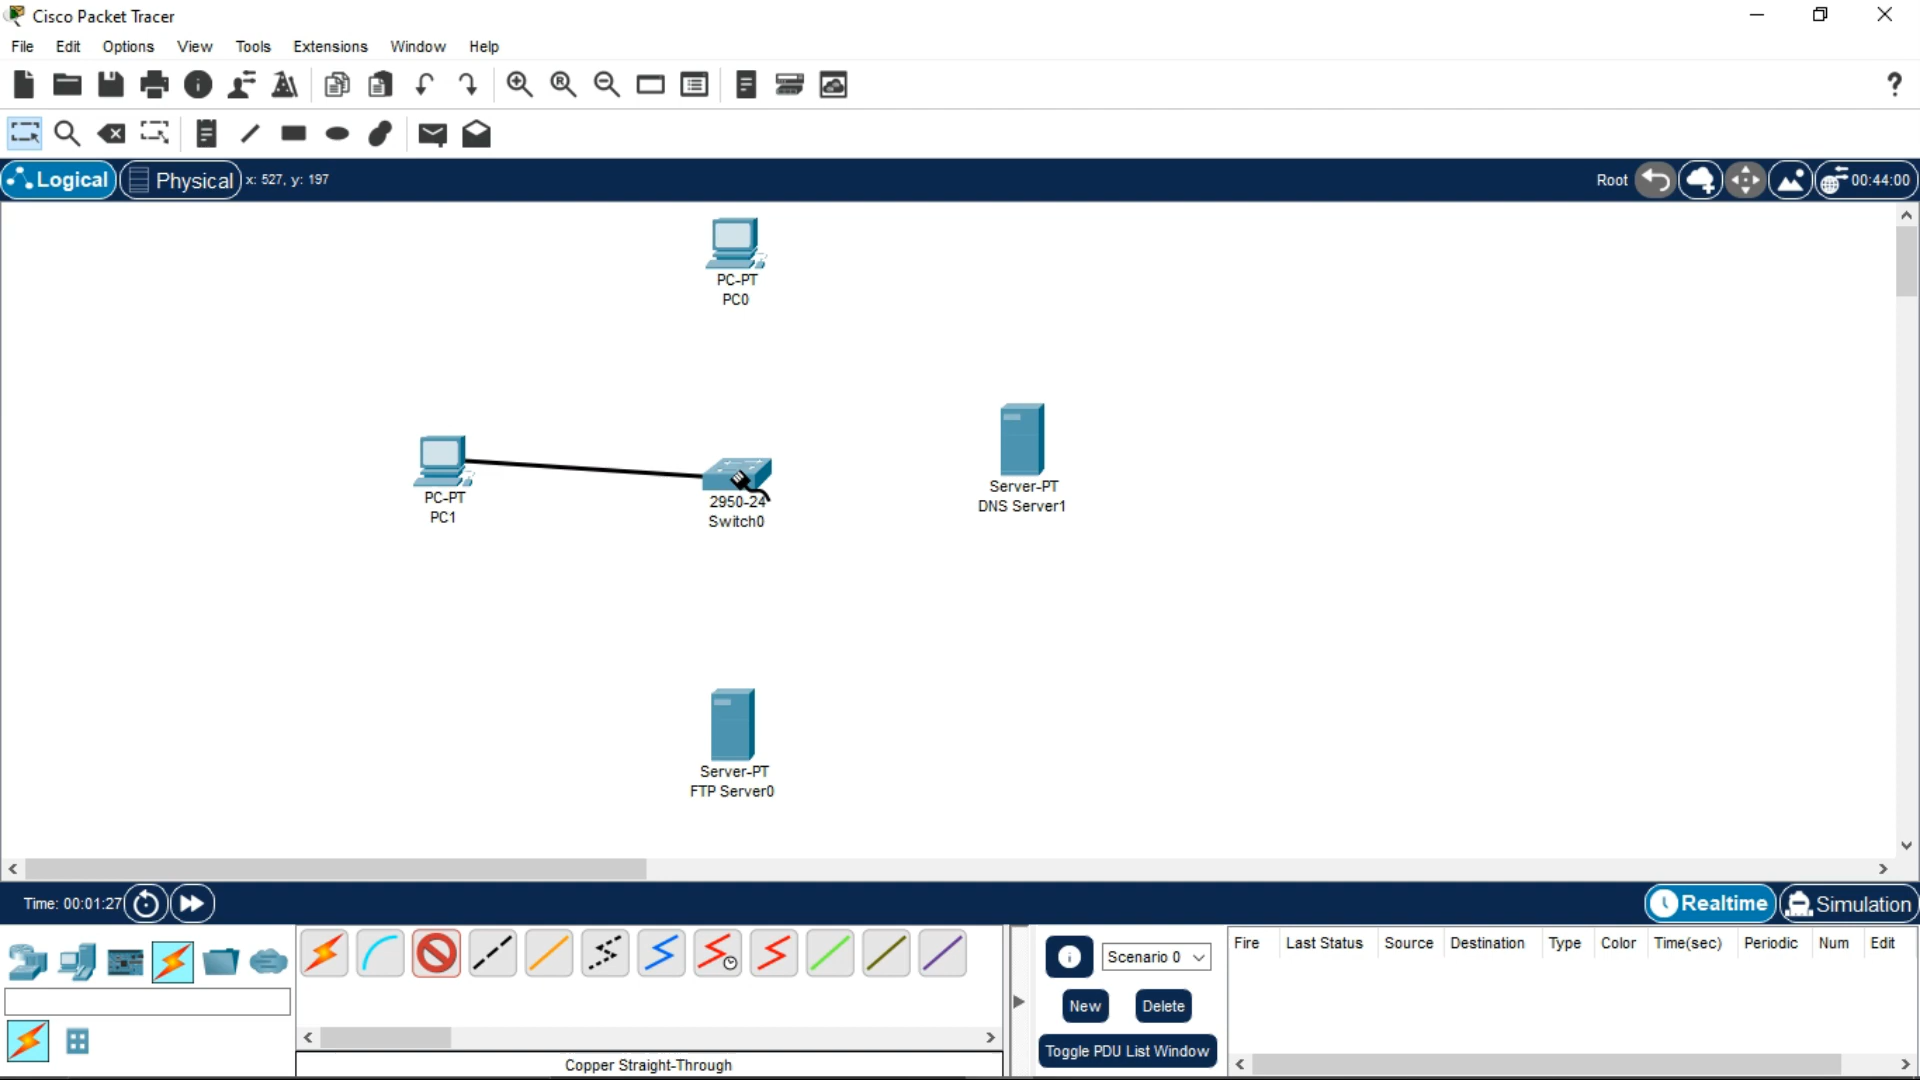 Cisco Packet Tracer
File Edit Options View Tools Extensions Window Help
?
Logical Physical x: 527, y: 197 Root 00:44:00
PC-PT
PC0
PC-PT
PC1
2950-24
Switch0
Server-PT
DNS Server1
Server-PT
FTP Server0
Time: 00:01:27 Realtime Simulation
Scenario 0
New Delete
Toggle PDU List Window
Fire Last Status Source Destination Type Color Time(sec) Periodic Num Edit
Copper Straight-Through